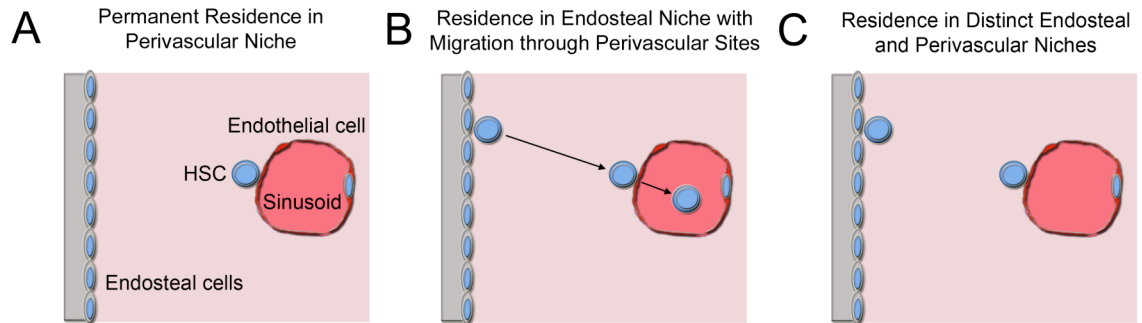 A
Permanent Residence in
Perivascular Niche
Endothelial cell
HSC
Sinusoid
Endosteal cells
B
Residence in Endosteal Niche with
Migration through Perivascular Sites
C
Residence in Distinct Endosteal
and Perivascular Niches